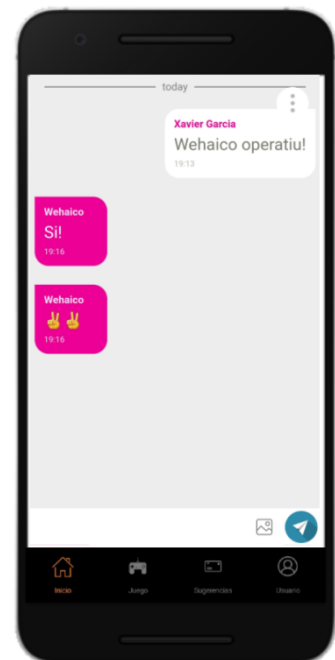 today
Xavier Garcia
Wehaico operatiu!
19:13
Wehaico
Si!
19:16
Wehaico
✌✌
19:16
Inicio
Juego
Sugerencias
Usuario